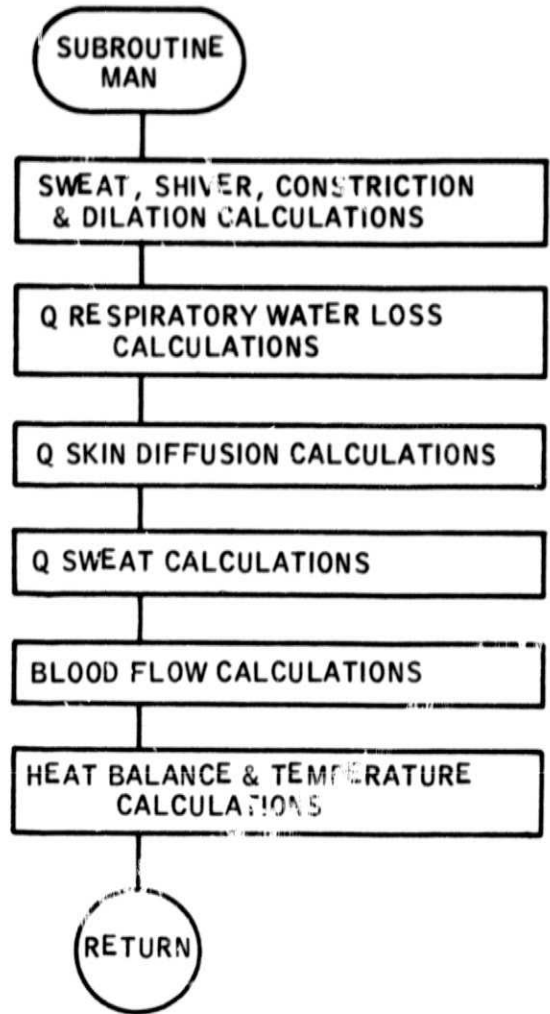 SUBROUTINE
MAN
SWEAT, SHIVER, CONSTRICTION
& DILATION CALCULATIONS
Q RESPIRATORY WATER LOSS
CALCULATIONS
Q SKIN DIFFUSION CALCULATIONS
Q SWEAT CALCULATIONS
BLOOD FLOW CALCULATIONS
HEAT BALANCE & TEMPERATURE
CALCULATIONS
RETURN